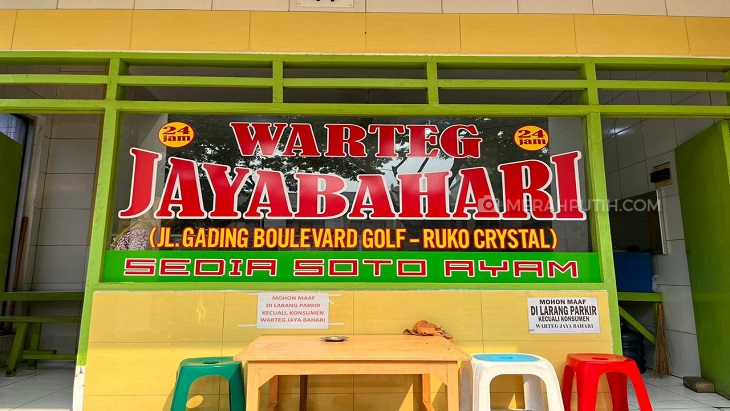 24 jam
WARTEG
24 jam
JAYABAHARI
MERAHPUTIH.COM
(JL. GADING BOULEVARD GOLF - RUKO CRYSTAL)
SEDIA SOTO AYAM
MOHON MAAF
DI LARANG PARKIR
KECUALI, KONSUMEN
WARTEG JAYA BAHARI
MOHON MAAF
DI LARANG PARKIR
KECUALI KONSUMEN
WARTEG JAYA BAHARI